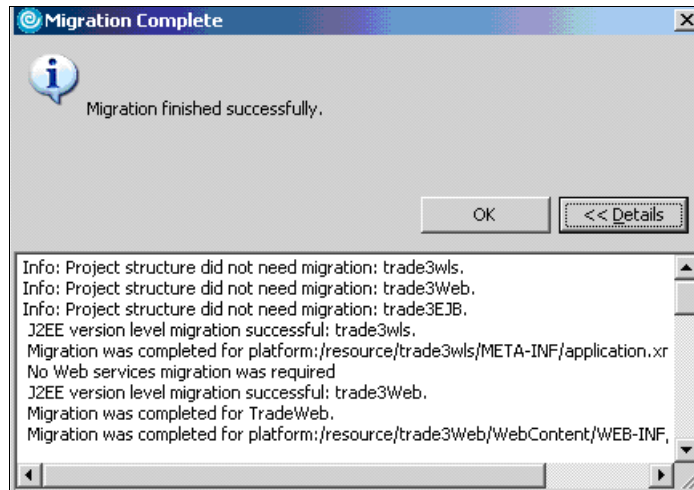 Migration Complete
Migration finished successfully.
OK
<< Details
Info: Project structure did not need migration: trade3wls.
Info: Project structure did not need migration: trade3Web.
Info: Project structure did not need migration: trade3EJB.
J2EE version level migration successful: trade3wls.
Migration was completed for platform:/resource/trade3wls/META-INF/application.xr
No Web services migration was required
J2EE version level migration successful: trade3Web.
Migration was completed for TradeWeb.
Migration was completed for platform:/resource/trade3Web/WebContent/WEB-INF,